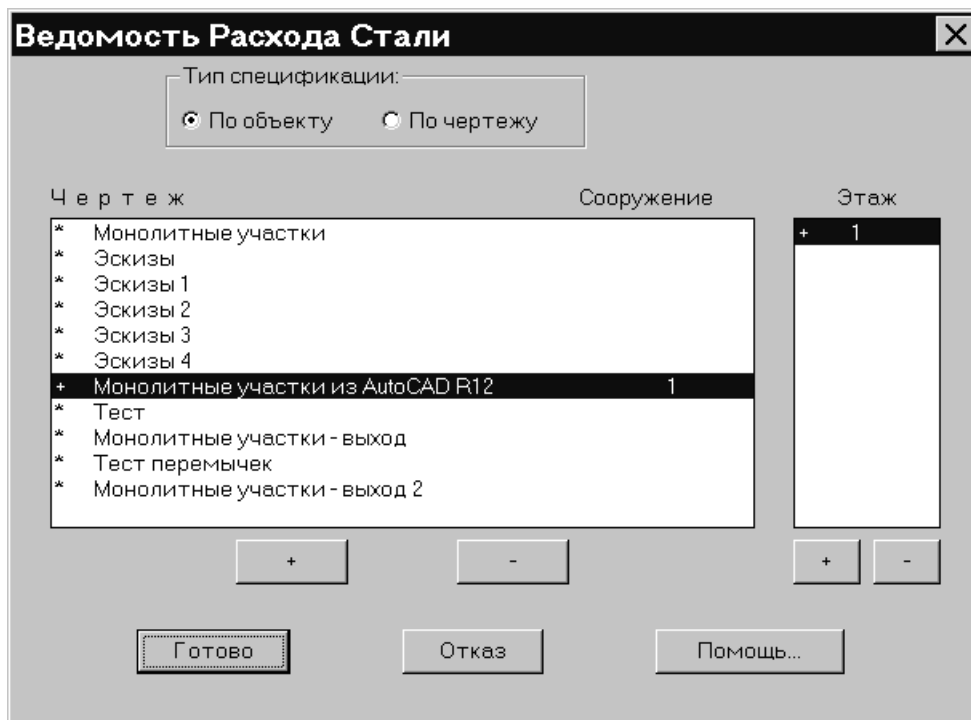 Ведомость Расхода Стали
Тип спецификации:
По объекту По чертежу
Чертеж Сооружение Этаж
* Монолитные участки + 1
* Эскизы
* Эскизы 1
* Эскизы 2
* Эскизы 3
* Эскизы 4
+ Монолитные участки из AutoCAD R12 1
* Тест
* Монолитные участки - выход
* Тест перемычек
* Монолитные участки - выход 2
+ - + -
Готово Отказ Помощь...